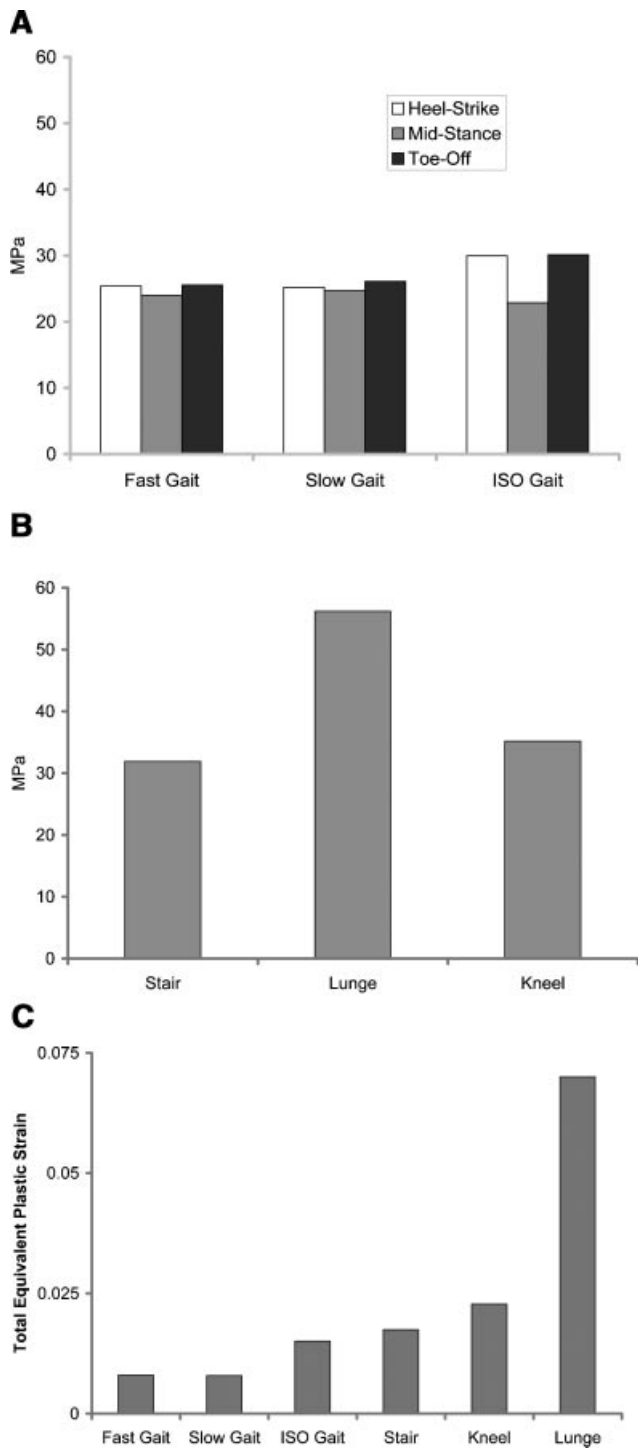 A
60
50
40
30
20
10
0
MPa
Heel-Strike
Mid-Stance
Toe-Off
Fast Gait Slow Gait ISO Gait
B
60
50
40
30
20
10
0
MPa
Stair Lunge Kneel
C
0.075
0.05
0.025
0
Total Equivalent Plastic Strain
Fast Gait Slow Gait ISO Gait Stair Kneel Lunge